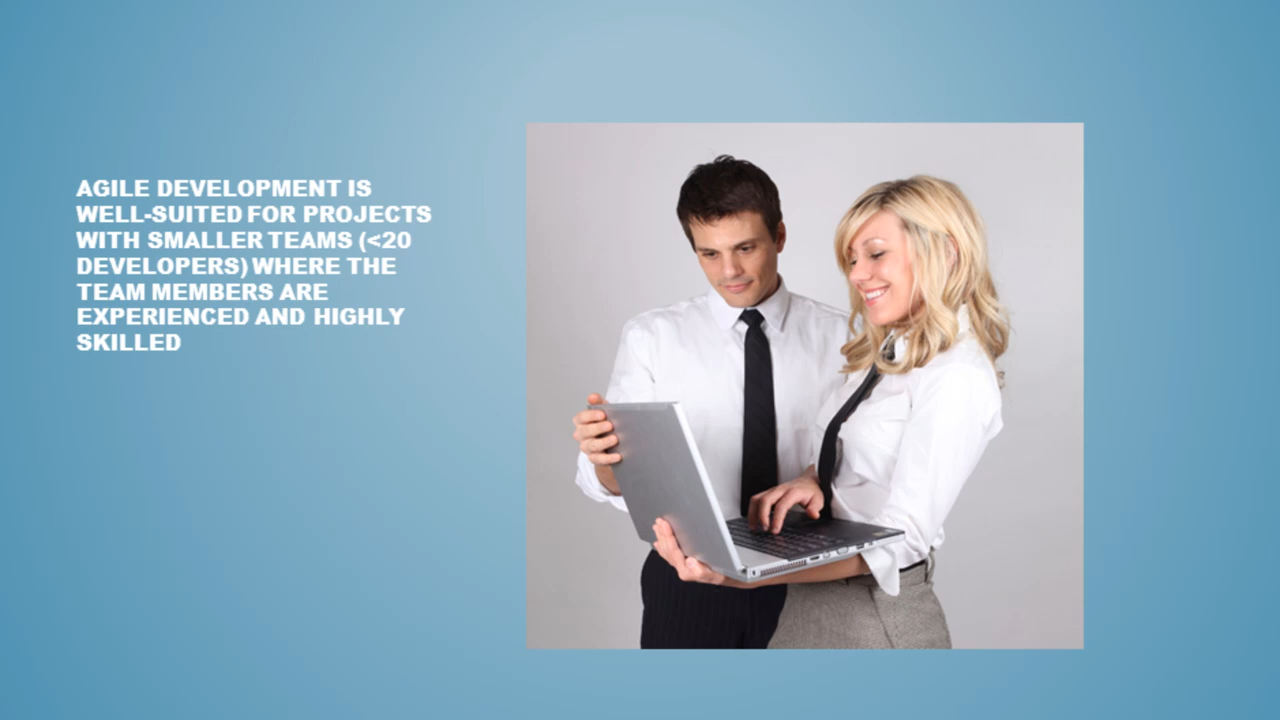 AGILE DEVELOPMENT IS
WELL-SUITED FOR PROJECTS
WITH SMALLER TEAMS (<20
DEVELOPERS) WHERE THE
TEAM MEMBERS ARE
EXPERIENCED AND HIGHLY
SKILLED